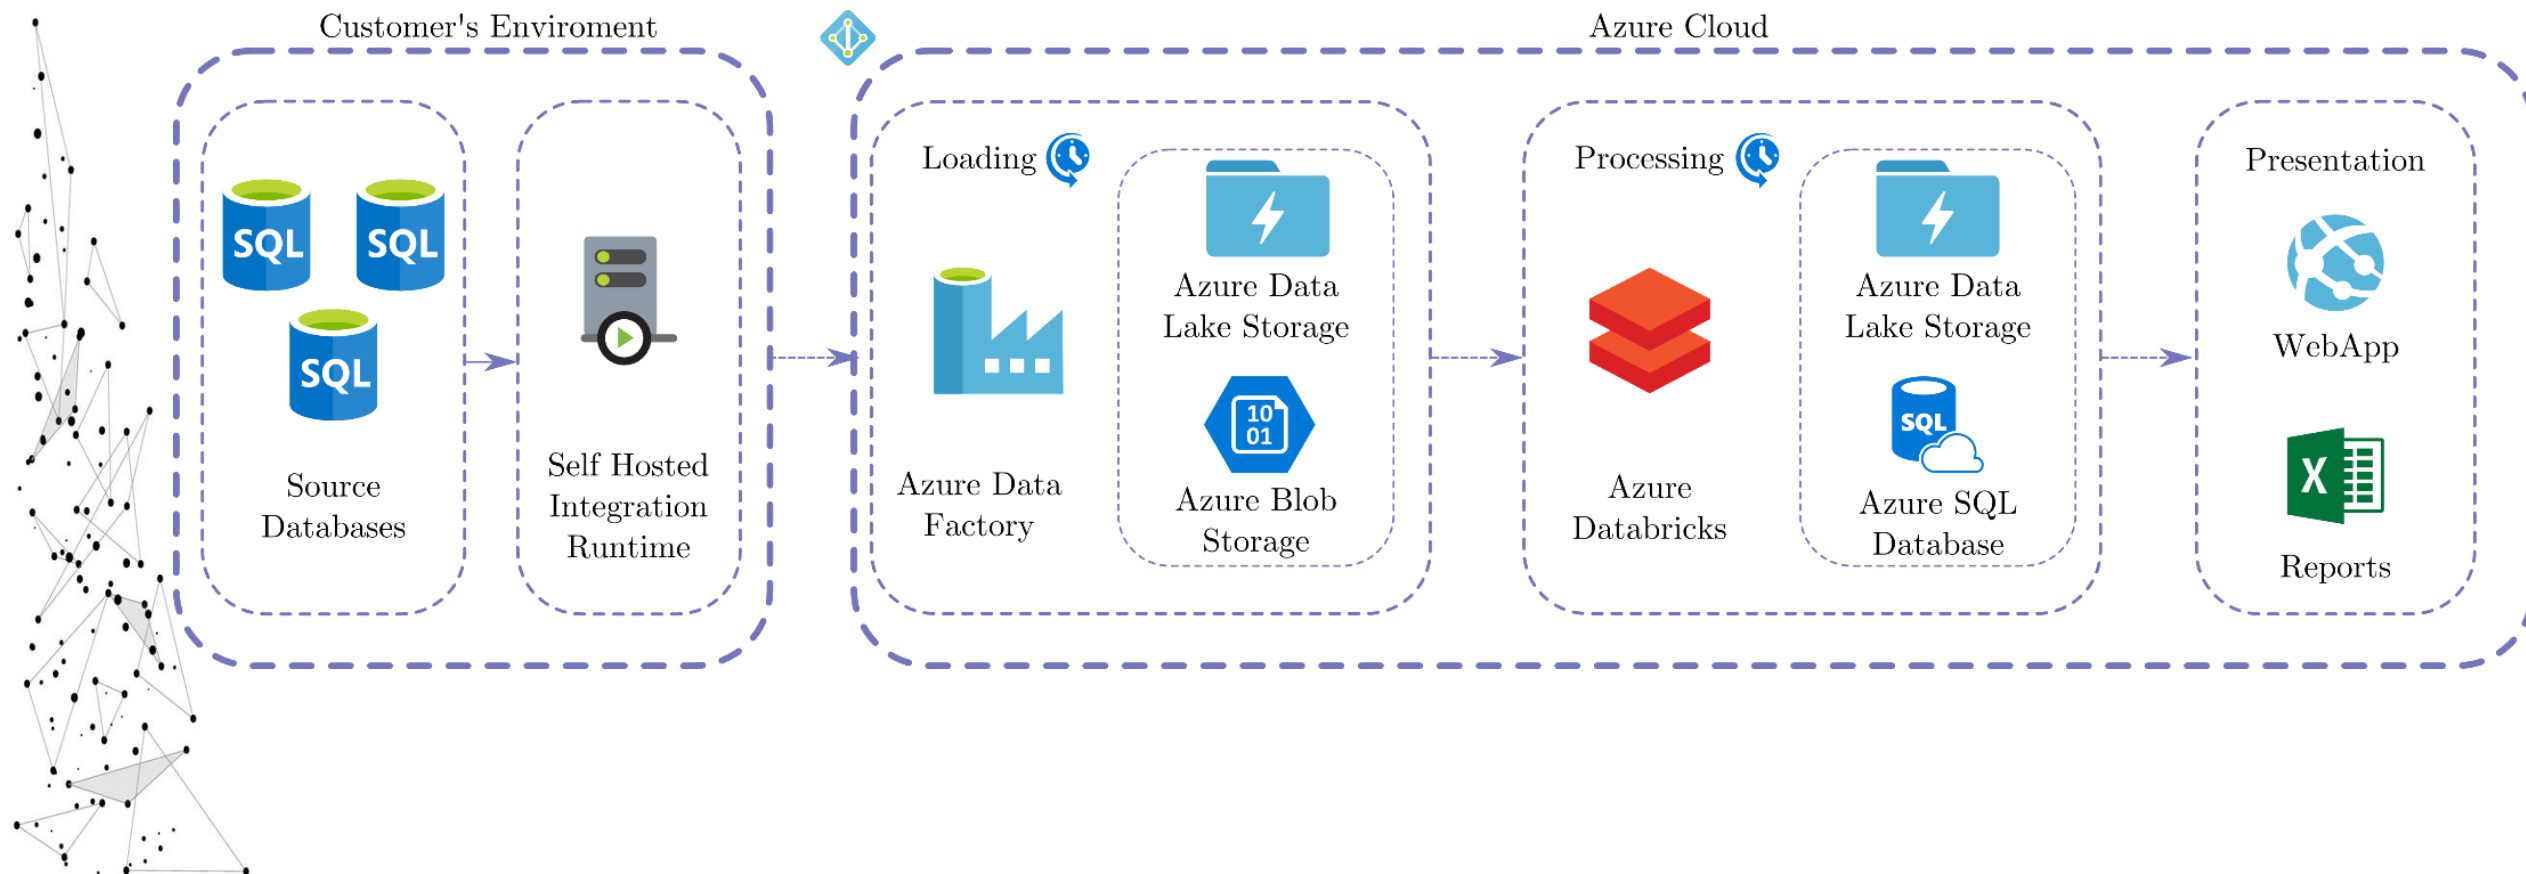 Customer's Enviroment
SQL
SQL
SQL
Source
Databases
Self Hosted
Integration
Runtime
Azure Cloud
Loading
Azure Data
Factory
Azure Data
Lake Storage
10
01
Azure Blob
Storage
Processing
Azure
Databricks
Azure Data
Lake Storage
SQL
Azure SQL
Database
Presentation
WebApp
X
Reports